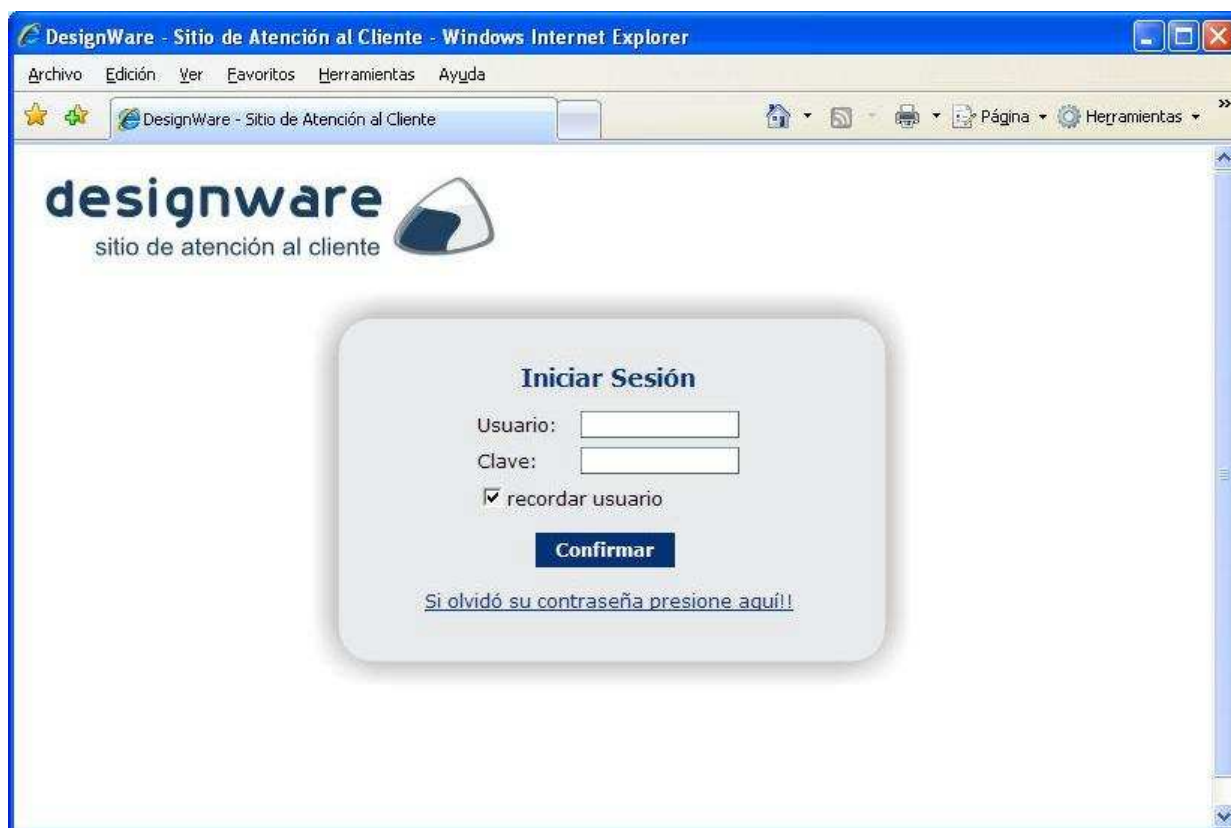 DesignWare - Sitio de Atención al Cliente - Windows Internet Explorer
Archivo Edición Ver Favoritos Herramientas Ayuda
DesignWare - Sitio de Atención al Cliente Página Herramientas »
designware
sitio de atención al cliente
Iniciar Sesión
Usuario:
Clave:
recordar usuario
Confirmar
Si olvidó su contraseña presione aquí!!